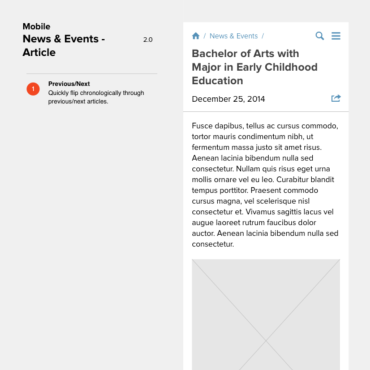 Mobile
News & Events -
Article
2.0
1
Previous/Next
Quickly flip chronologically through
previous/next articles.
/ News & Events /
Bachelor of Arts with
Major in Early Childhood
Education
December 25, 2014
Fusce dapibus, tellus ac cursus commodo,
tortor mauris condimentum nibh, ut
fermentum massa justo sit amet risus.
Aenean lacinia bibendum nulla sed
consectetur. Nullam quis risus eget urna
mollis ornare vel eu leo. Curabitur blandit
tempus porttitor. Praesent commodo
cursus magna, vel scelerisque nisl
consectetur et. Vivamus sagittis lacus vel
augue laoreet rutrum faucibus dolor
auctor. Aenean lacinia bibendum nulla sed
consectetur.